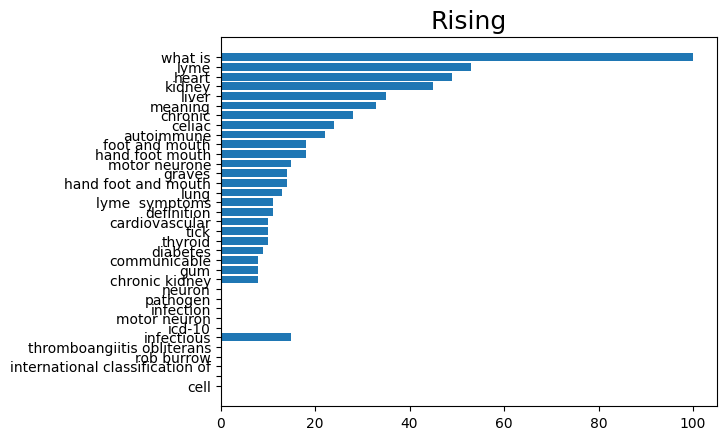 Rising
what is
lyme
heart
kidney
liver
meaning
chronic
celiac
autoimmune
foot and mouth
hand foot mouth
motor neurone
graves
hand foot and mouth
lung
lyme  symptoms
definition
cardiovascular
tick
thyroid
diabetes
communicable
gum
chronic kidney
neuron
pathogen
infection
motor neuron
icd-10
infectious
thromboangiitis obliterans
rob burrow
international classification of
cell
0 20 40 60 80 100